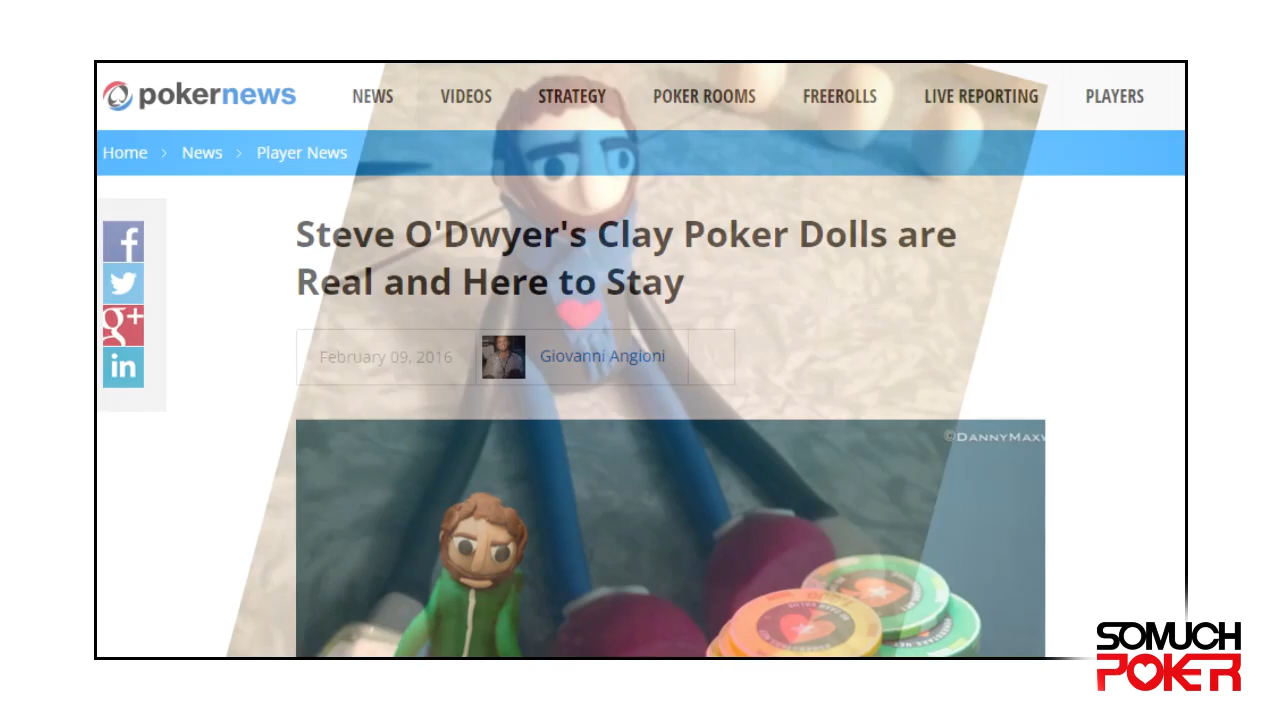 pokernews
NEWS VIDEOS STRATEGY POKER ROOMS FREEROLLS LIVE REPORTING PLAYERS
Home > News > Player News
Steve O'Dwyer's Clay Poker Dolls are
Real and Here to Stay
February 09, 2016 Giovanni Angioni
©DANNYMAXW
f
g+
in
SOMUCH
POKER